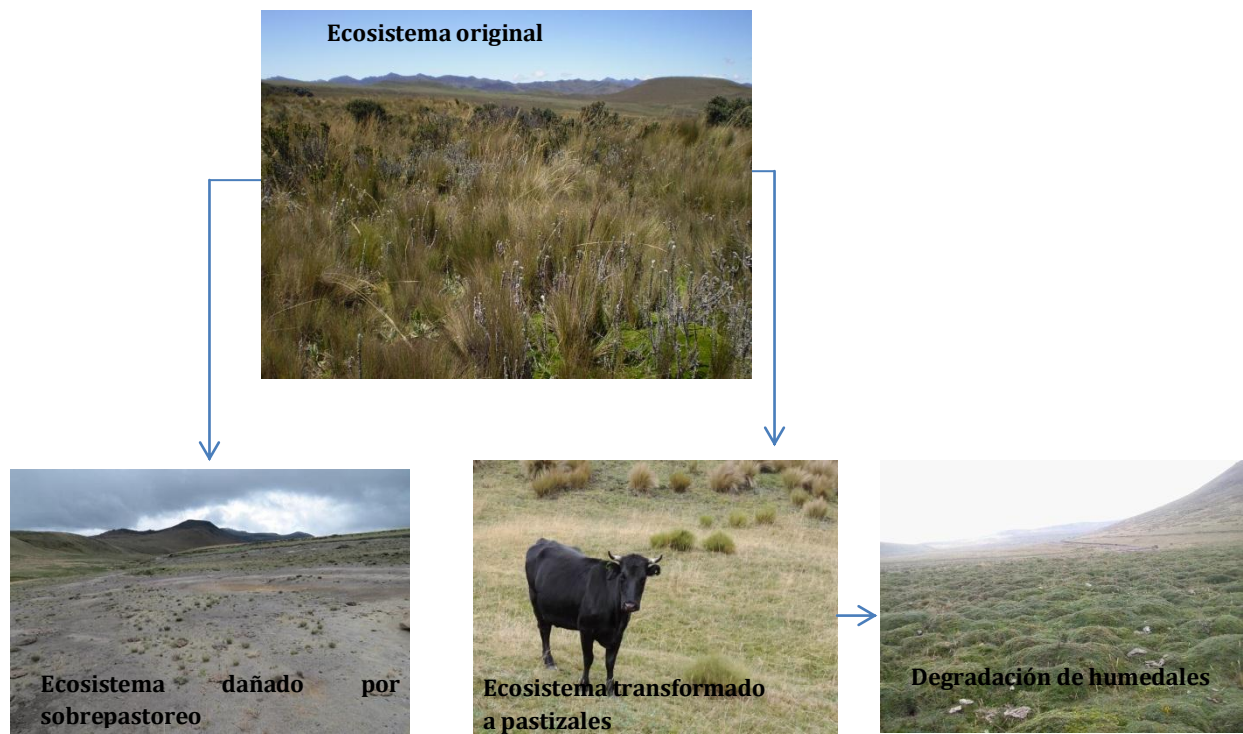 Ecosistema original
Ecosistema dañado por
sobrepastoreo
Ecosistema transformado
a pastizales
Degradación de humedales